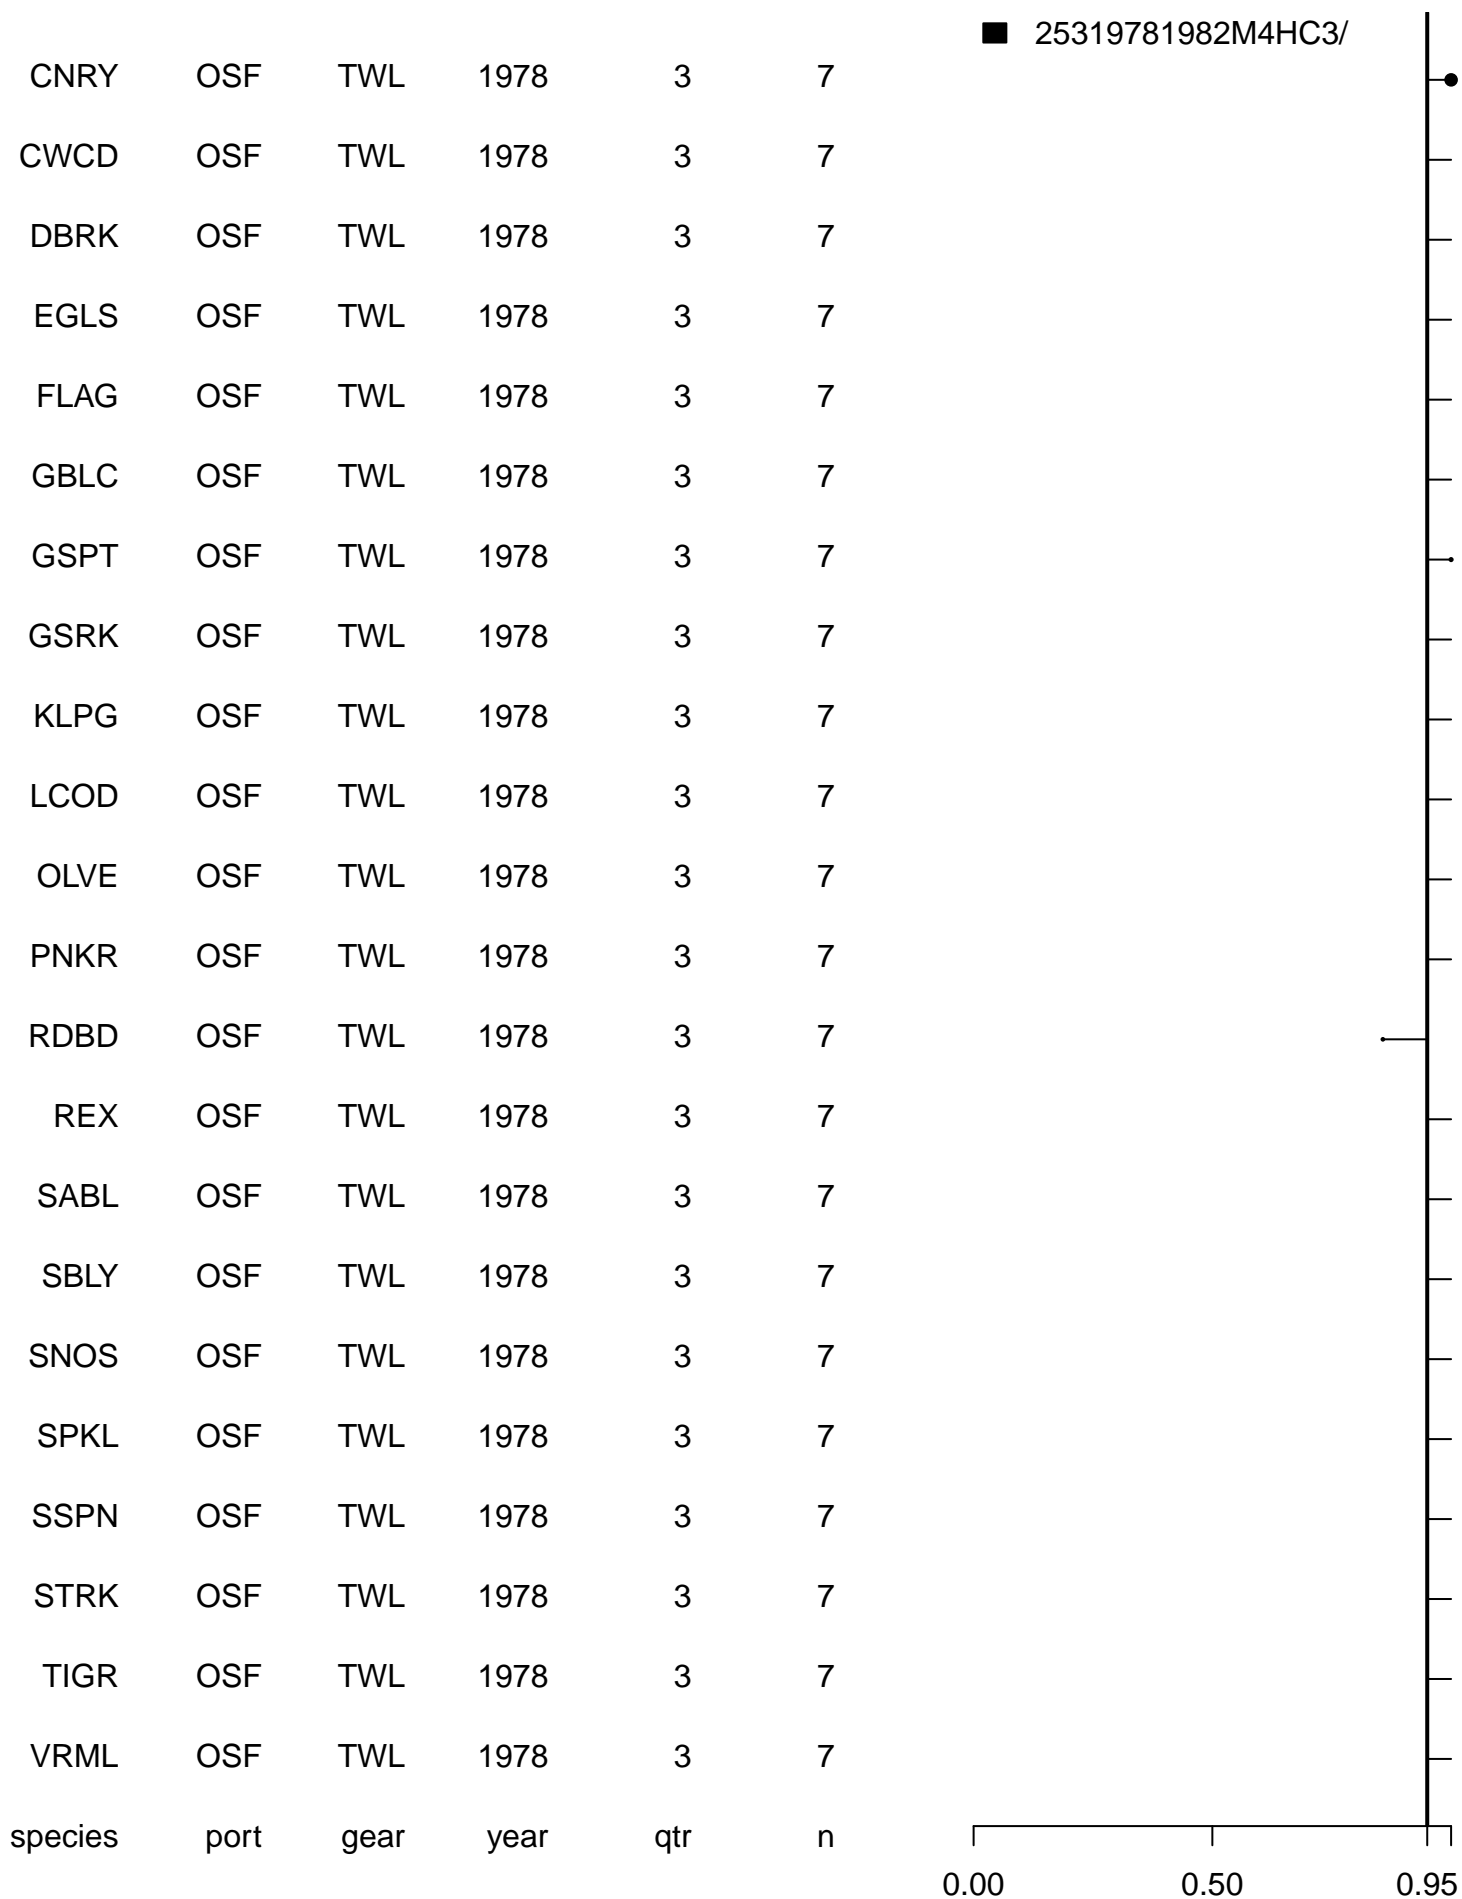 25319781982M4HC3/
CNRY OSF TWL 1978 3 7
CWCD OSF TWL 1978 3 7
DBRK OSF TWL 1978 3 7
EGLS OSF TWL 1978 3 7
FLAG OSF TWL 1978 3 7
GBLC OSF TWL 1978 3 7
GSPT OSF TWL 1978 3 7
GSRK OSF TWL 1978 3 7
KLPG OSF TWL 1978 3 7
LCOD OSF TWL 1978 3 7
OLVE OSF TWL 1978 3 7
PNKR OSF TWL 1978 3 7
RDBD OSF TWL 1978 3 7
REX OSF TWL 1978 3 7
SABL OSF TWL 1978 3 7
SBLY OSF TWL 1978 3 7
SNOS OSF TWL 1978 3 7
SPKL OSF TWL 1978 3 7
SSPN OSF TWL 1978 3 7
STRK OSF TWL 1978 3 7
TIGR OSF TWL 1978 3 7
VRML OSF TWL 1978 3 7
species port gear year qtr n
0.00 0.50 0.95